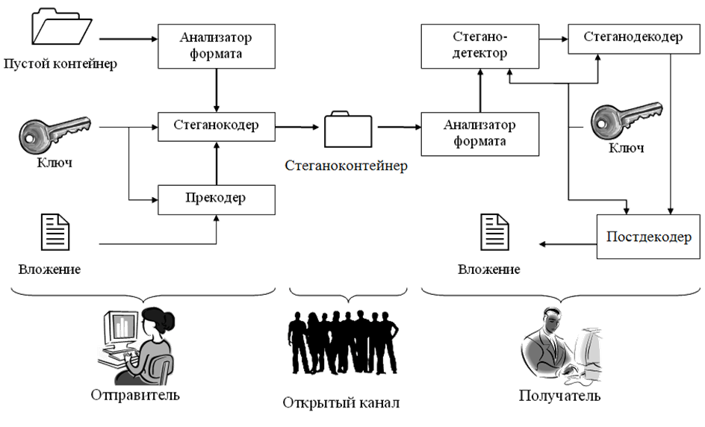 Пустой контейнер
Анализатор
формата
Ключ
Стеганокодер
Прекодер
Вложение
Стеганоконтейнер
Стегано-
детектор
Стеганодекодер
Анализатор
формата
Ключ
Постдекодер
Вложение
Отправитель
Открытый канал
Получатель